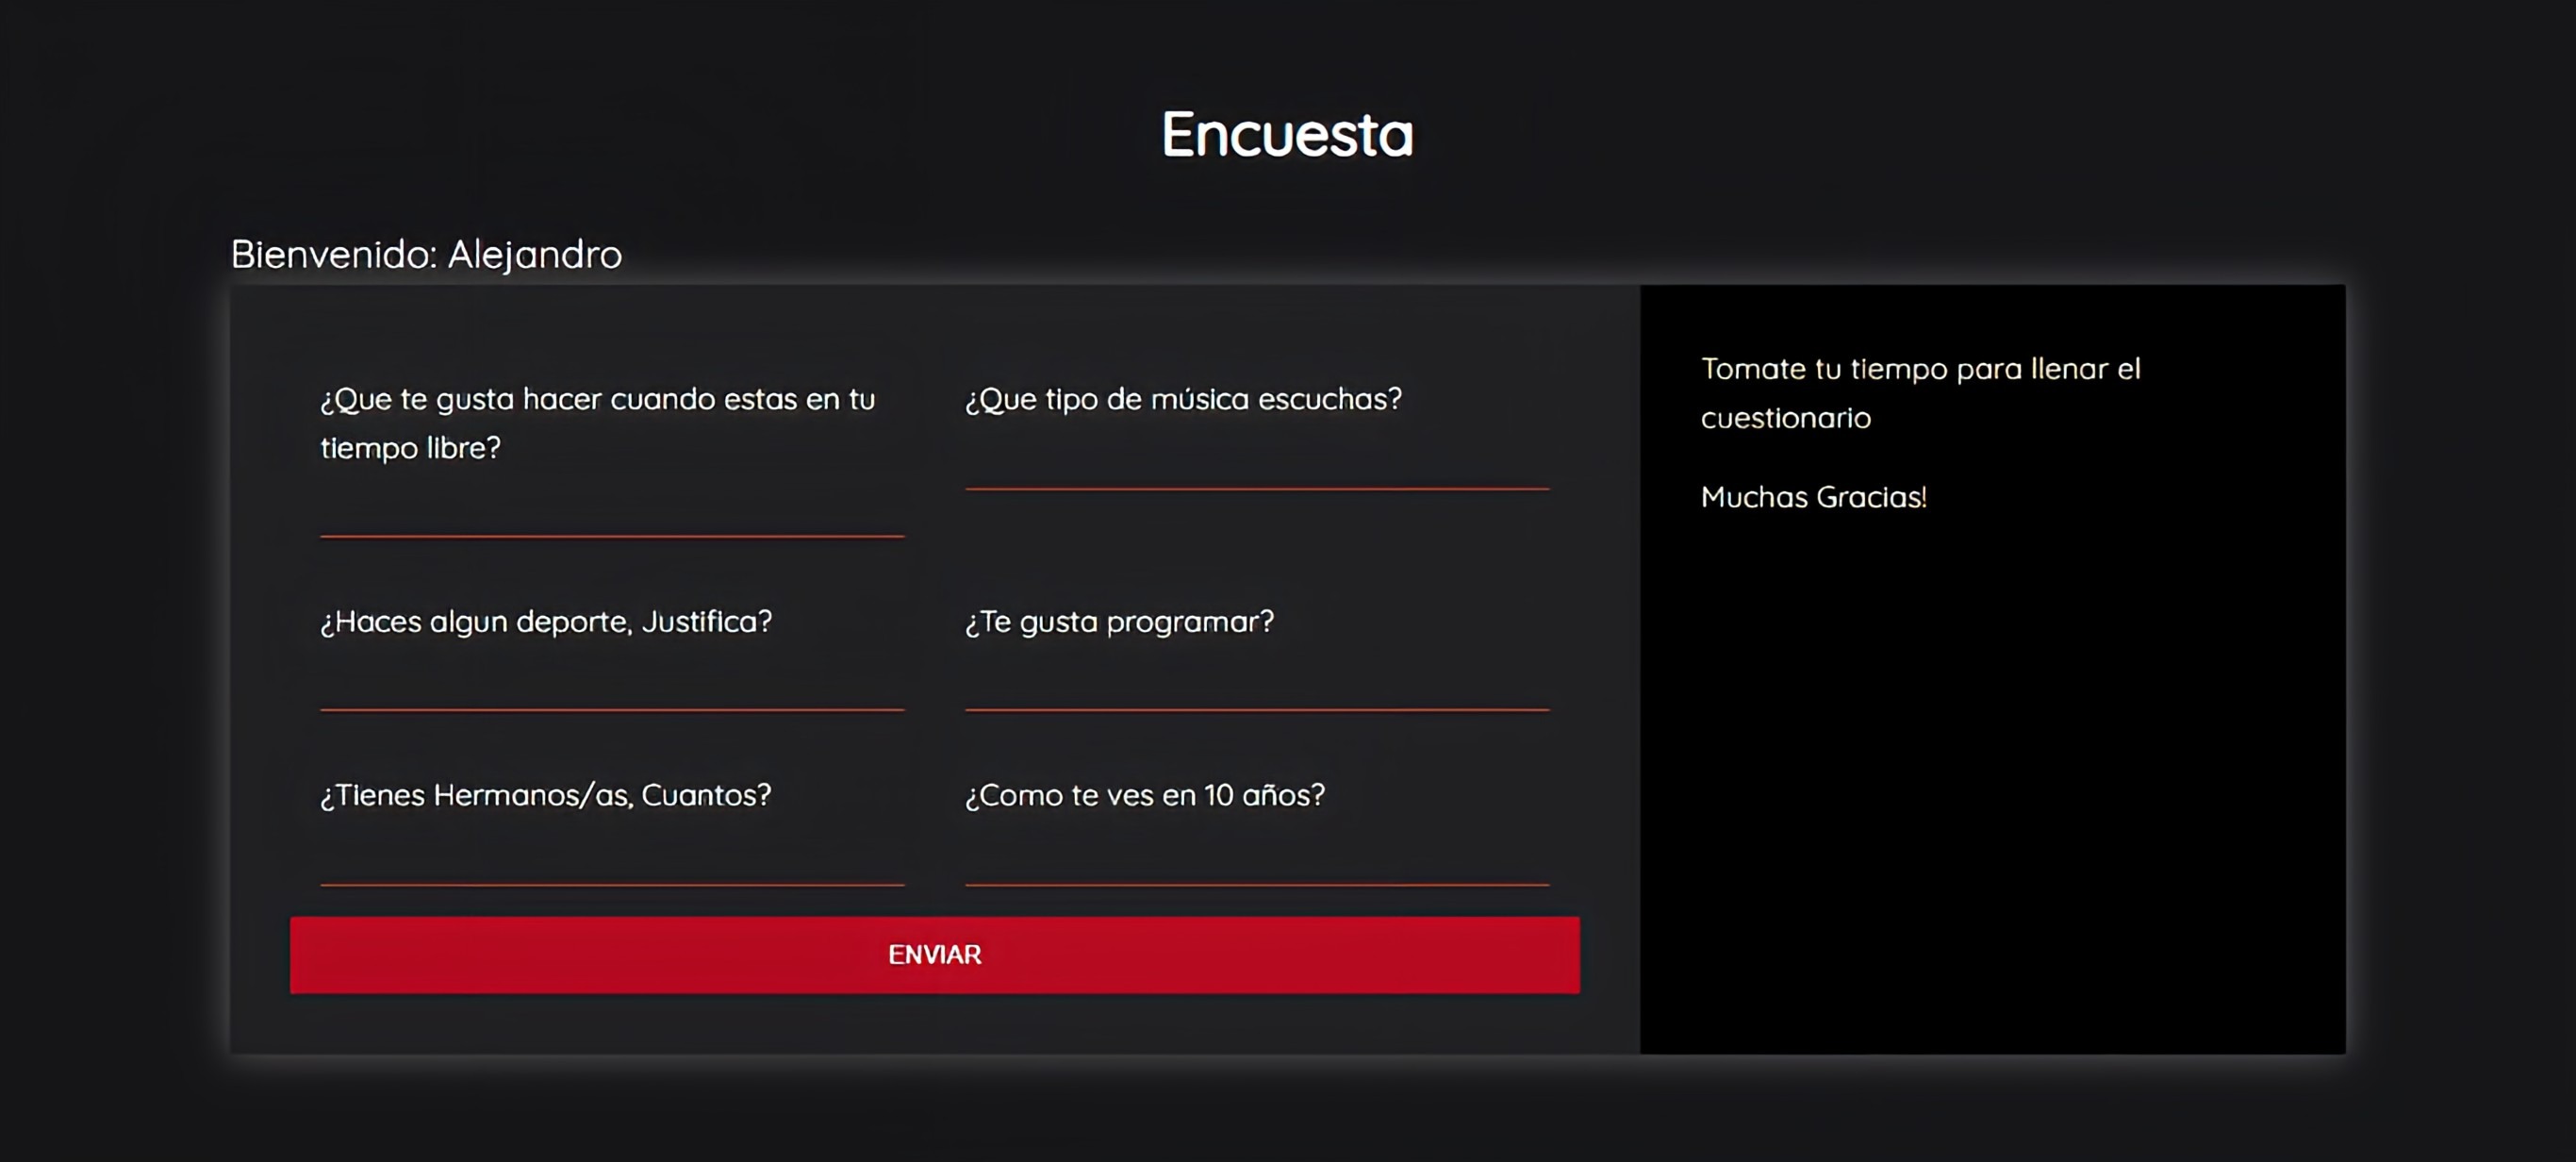 Encuesta
Bienvenido: Alejandro
¿Que te gusta hacer cuando estas en tu
tiempo libre?
¿Que tipo de música escuchas?
¿Haces algun deporte, Justifica?
¿Te gusta programar?
¿Tienes Hermanos/as, Cuantos?
¿Como te ves en 10 años?
ENVIAR
Tomate tu tiempo para llenar el
cuestionario
Muchas Gracias!